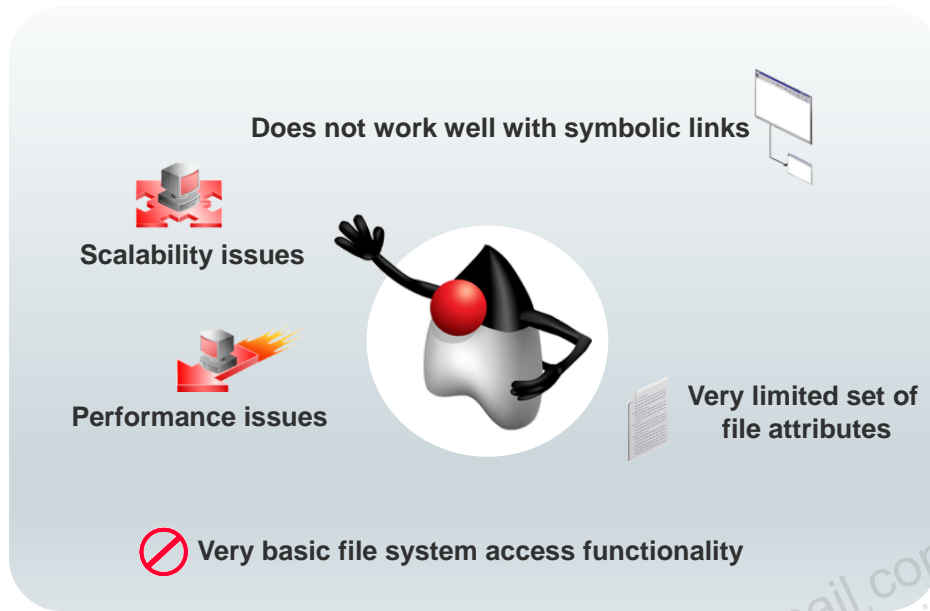 Does not work well with symbolic links
Scalability issues
Performance issues
Very limited set of
file attributes
Very basic file system access functionality